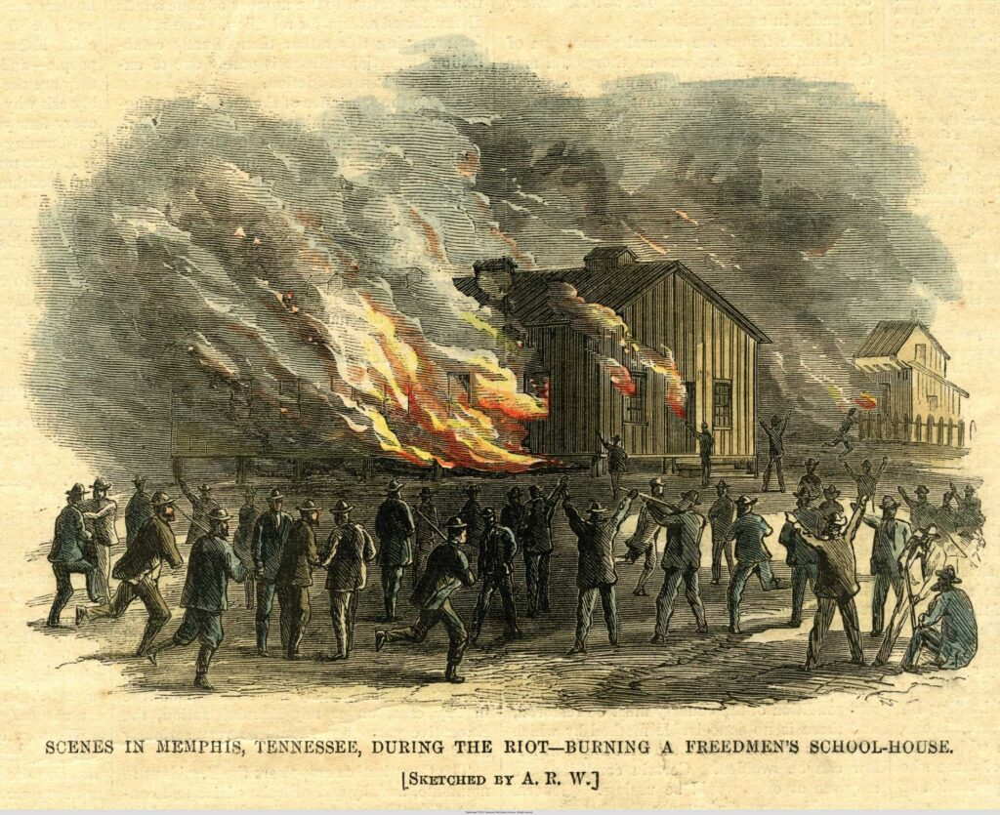 SCENES IN MEMPHIS, TENNESSEE, DURING THE RIOT—BURNING A FREEDMEN'S SCHOOL-HOUSE.
[SKETCHED BY A. R. W.]